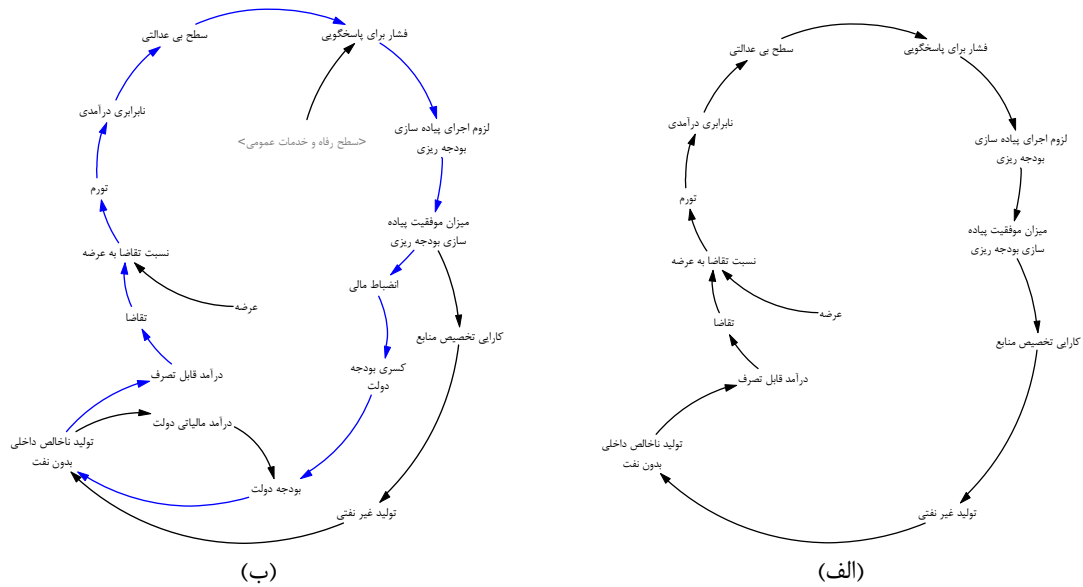 فشار برای پاسخگویی
سطح بی عدالتی
نابرابری درآمدی
لزوم اجرای پیاده سازی
بودجه ریزی
تورم
میزان موفقیت پیاده
سازی بودجه ریزی
نسبت تقاضا به عرضه
عرضه
تقاضا
کارایی تخصیص منابع
درآمد قابل تصرف
تولید ناخالص داخلی
بدون نفت
تولید غیر نفتی
(الف)
فشار برای پاسخگویی
سطح بی عدالتی
نابرابری درآمدی
لزوم اجرای پیاده سازی
بودجه ریزی
<سطح رفاه و خدمات عمومی>
تورم
میزان موفقیت پیاده
سازی بودجه ریزی
نسبت تقاضا به عرضه
انضباط مالی
عرضه
تقاضا
کارایی تخصیص منابع
کسری بودجه
دولت
درآمد قابل تصرف
درآمد مالیاتی دولت
تولید ناخالص داخلی
بدون نفت
بودجه دولت
تولید غیر نفتی
(ب)